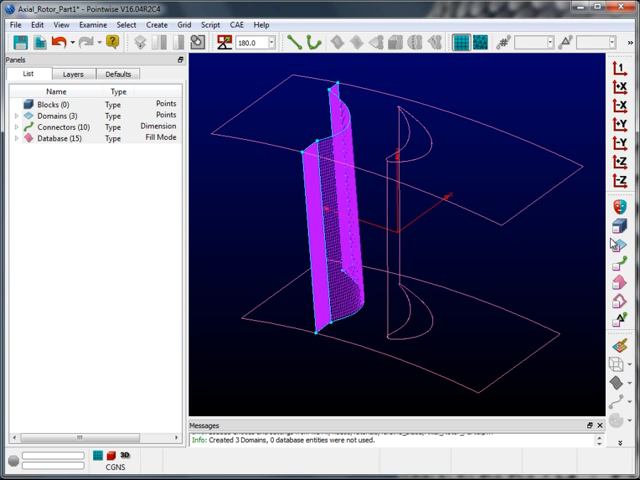 Axial_Rotor_Part1* - Pointwise V16.04R2C4
File Edit View Examine Select Create Grid Script CAE Help
180.0
Panels
List Layers Defaults
Name Type
Blocks (0) Type Points
Domains (3) Type Points
Connectors (10) Type Dimension
Database (15) Type Fill Mode
1
+X
-X
+Y
-Y
+Z
-Z
Messages
Info: Created 3 Domains, 0 database entities were not used.
3D
CGNS